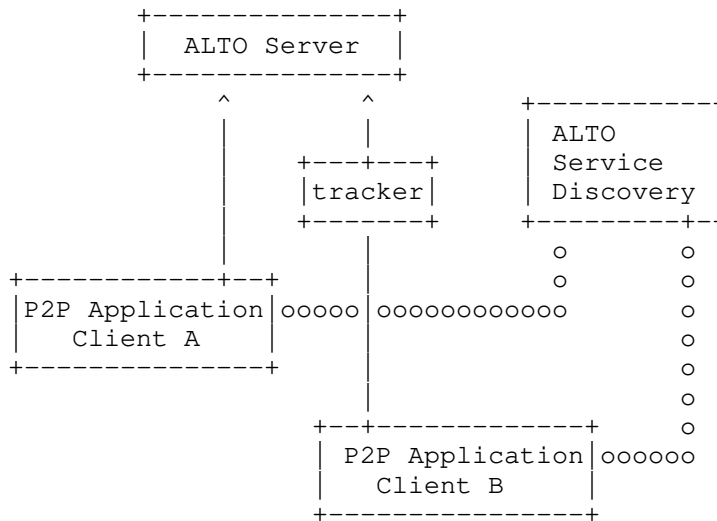 ALTO Server
ALTO
Service
tracker
Discovery
P2P Application
Client A
P2P Application
Client B